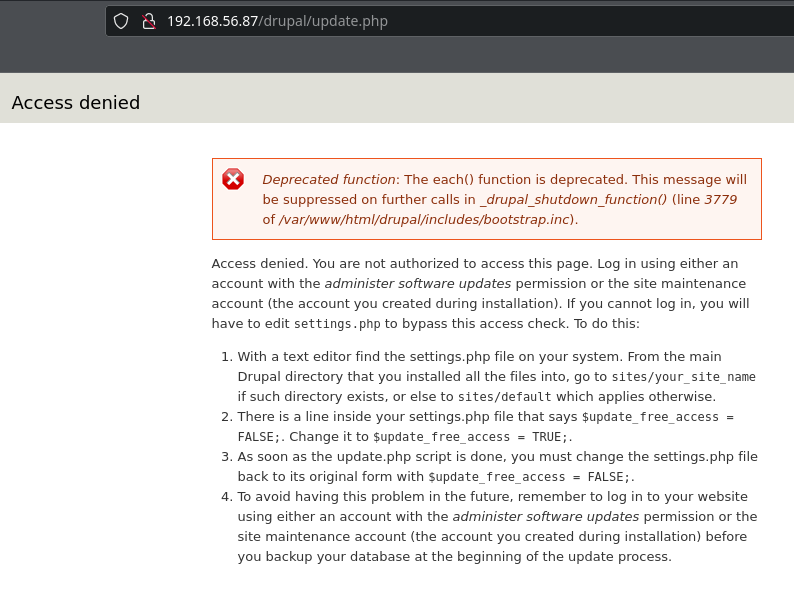 192.168.56.87/drupal/update.php
Access denied
Deprecated function: The each() function is deprecated. This message will
be suppressed on further calls in _drupal_shutdown_function() (line 3779
of /var/www/html/drupal/includes/bootstrap.inc).
Access denied. You are not authorized to access this page. Log in using either an
account with the administer software updates permission or the site maintenance
account (the account you created during installation). If you cannot log in, you will
have to edit settings.php to bypass this access check. To do this:
1. With a text editor find the settings.php file on your system. From the main
Drupal directory that you installed all the files into, go to sites/your_site_name
if such directory exists, or else to sites/default which applies otherwise.
2. There is a line inside your settings.php file that says $update_free_access =
FALSE;. Change it to $update_free_access = TRUE;.
3. As soon as the update.php script is done, you must change the settings.php file
back to its original form with $update_free_access = FALSE;.
4. To avoid having this problem in the future, remember to log in to your website
using either an account with the administer software updates permission or the
site maintenance account (the account you created during installation) before
you backup your database at the beginning of the update process.